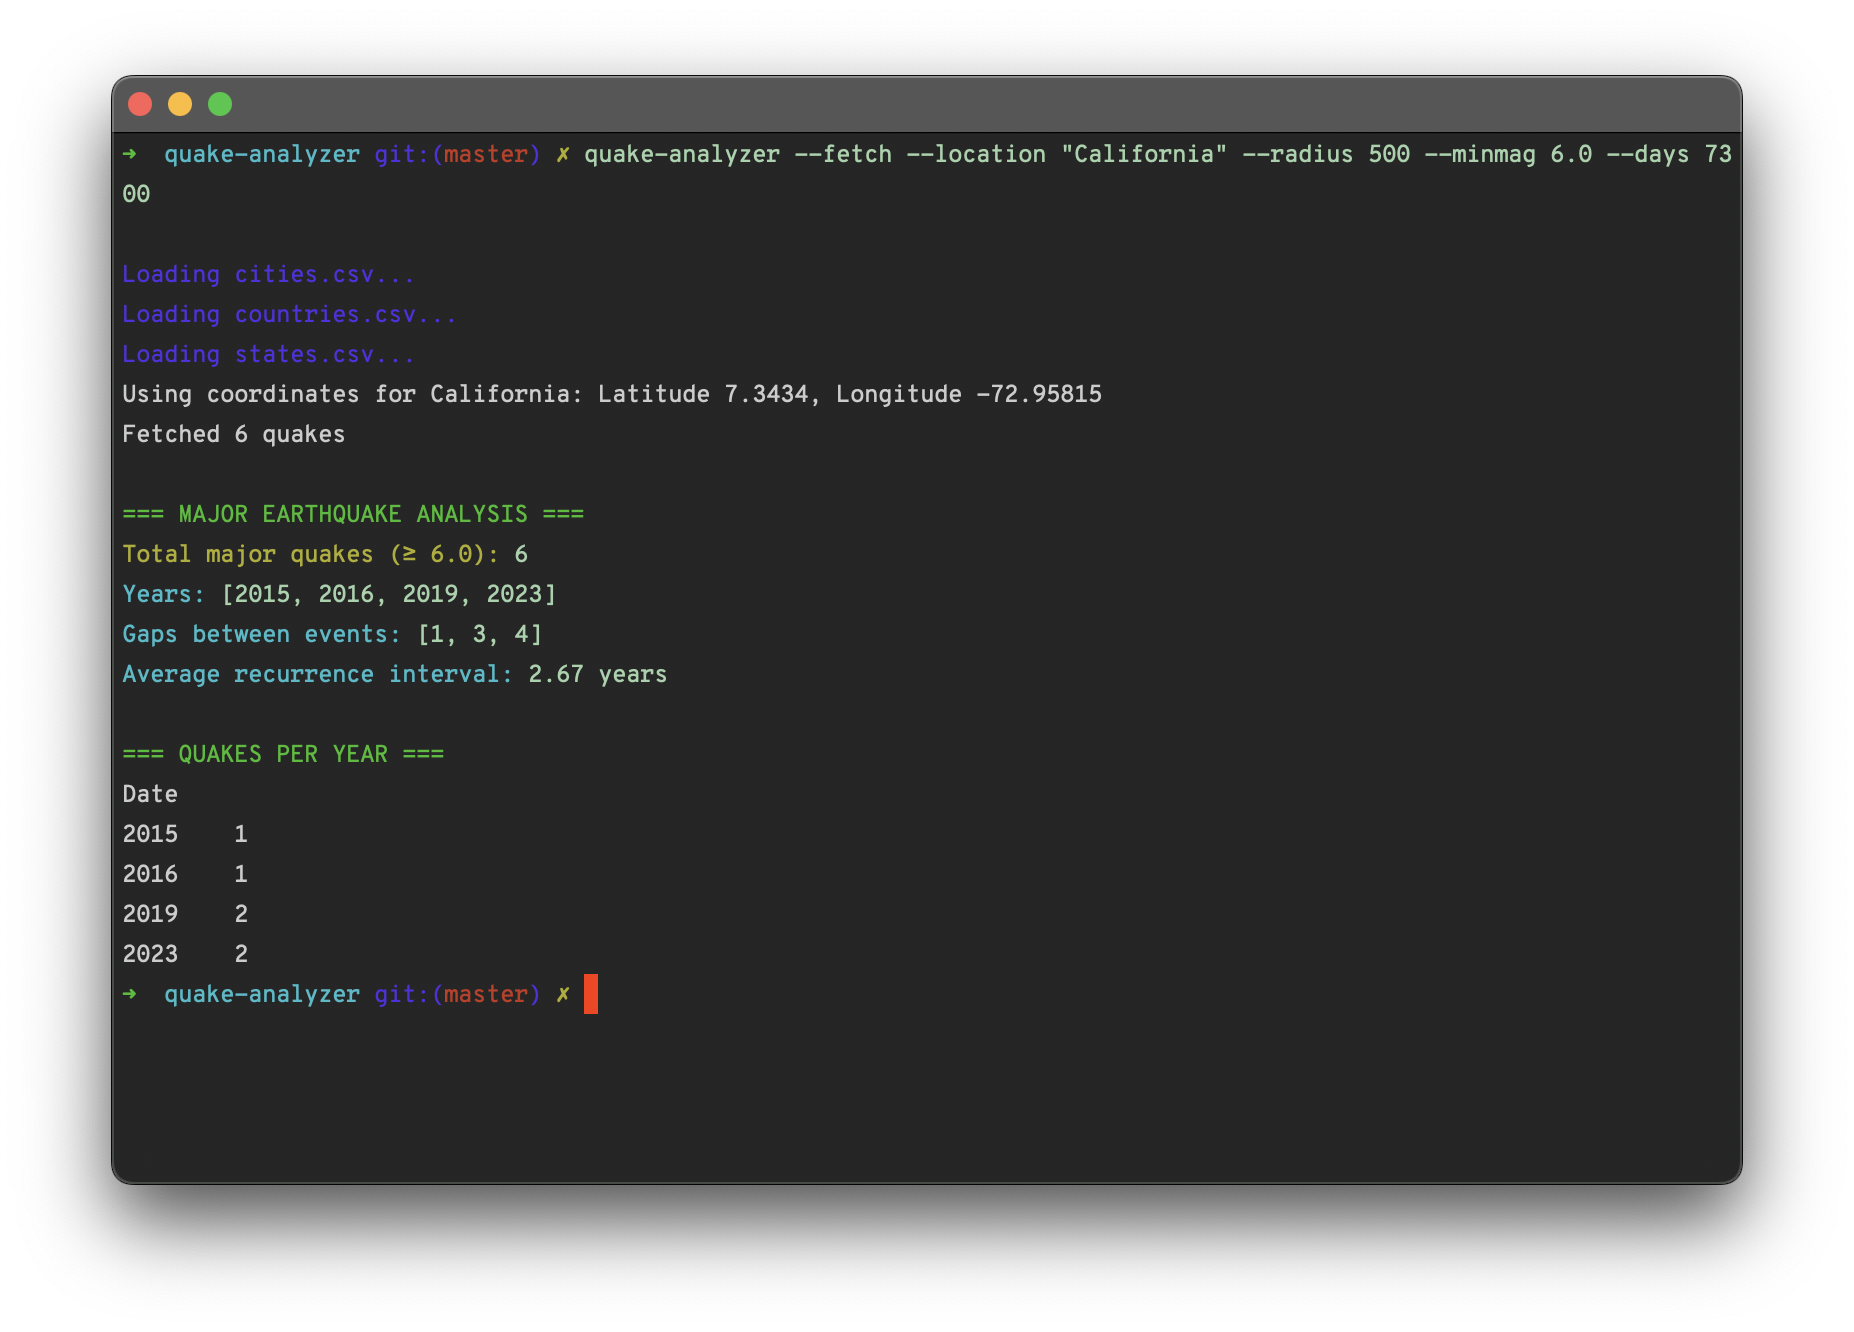 ➜  quake-analyzer git:(master) ✗ quake-analyzer --fetch --location "California" --radius 500 --minmag 6.0 --days 73
00
Loading cities.csv...
Loading countries.csv...
Loading states.csv...
Using coordinates for California: Latitude 7.3434, Longitude -72.95815
Fetched 6 quakes
=== MAJOR EARTHQUAKE ANALYSIS ===
Total major quakes (≥ 6.0): 6
Years: [2015, 2016, 2019, 2023]
Gaps between events: [1, 3, 4]
Average recurrence interval: 2.67 years
=== QUAKES PER YEAR ===
Date
2015    1
2016    1
2019    2
2023    2
➜  quake-analyzer git:(master) ✗